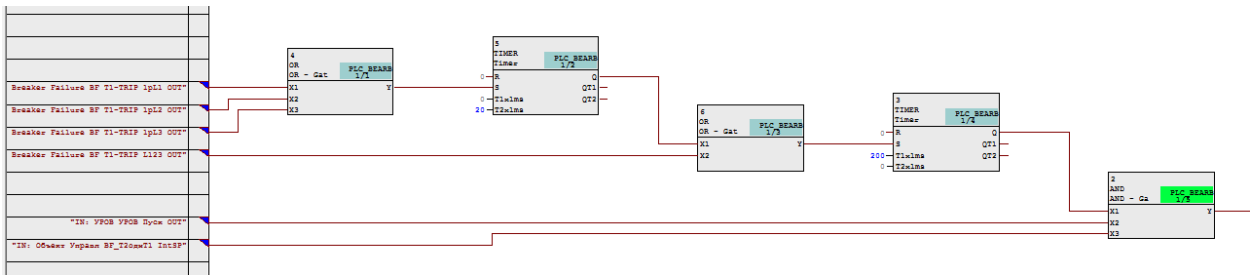 4
OR
OR - Gat PLC_BEARB
1/1
X1 Y
X2
X3
5
TIMER
Timer PLC_BEARB
1/2
0 R Q
S QT1
0 T1x1ms QT2
20 T2x1ms
6
OR
OR - Gat PLC_BEARB
1/3
X1 Y
X2
3
TIMER
Timer PLC_BEARB
1/4
0 R Q
S QT1
200 T1x1ms QT2
0 T2x1ms
2
AND
AND - Ga PLC_BEARB
1/5
X1 Y
X2
X3
Breaker Failure BF T1-TRIP 1pL1 OUT"
Breaker Failure BF T1-TRIP 1pL2 OUT"
Breaker Failure BF T1-TRIP 1pL3 OUT"
Breaker Failure BF T1-TRIP L123 OUT"
"IN: УРОВ УРОВ Пуск OUT"
"IN: Объект Управл BF_T2одиT1 IntSP"